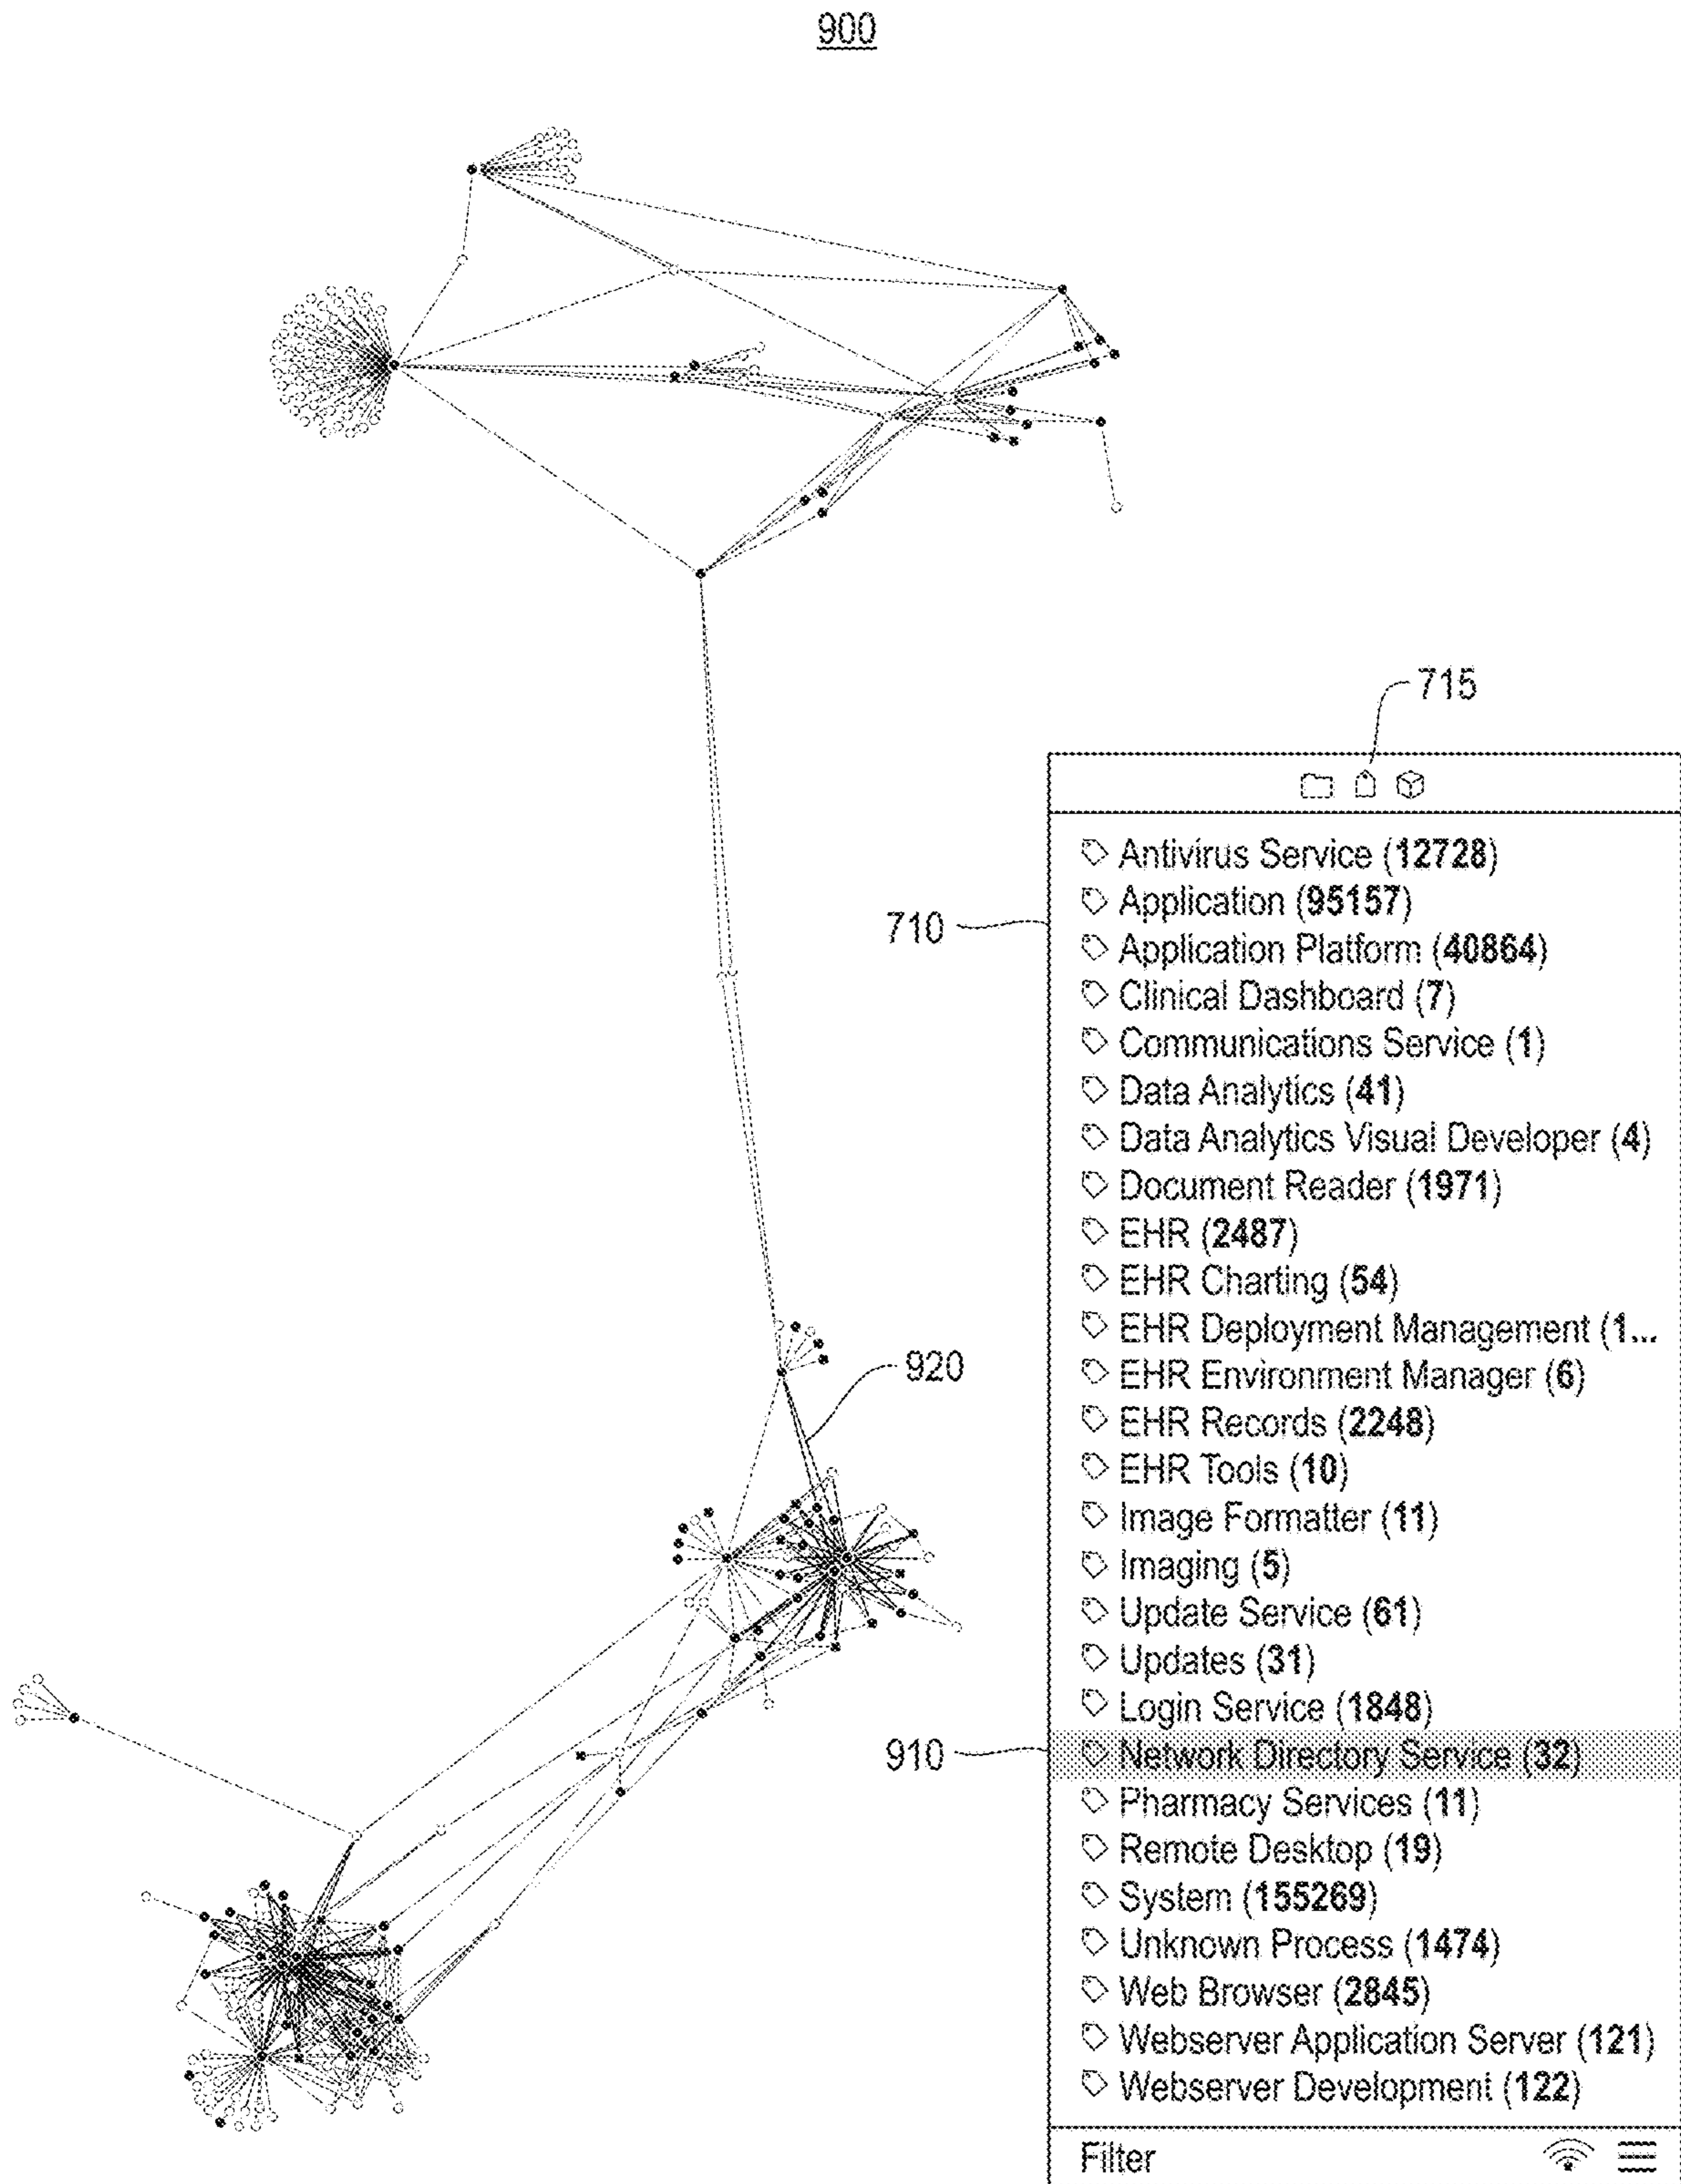 900
715
710
Antivirus Service (12728)
Application (95157)
Application Platform (40864)
Clinical Dashboard (7)
Communications Service (1)
Data Analytics (41)
Data Analytics Visual Developer (4)
Document Reader (1971)
EHR (2487)
EHR Charting (54)
EHR Deployment Management (1...
920
EHR Environment Manager (6)
EHR Records (2248)
EHR Tools (10)
Image Formatter (11)
Imaging (5)
Update Service (61)
Updates (31)
Login Service (1848)
910
Network Directory Service (32)
Pharmacy Services (11)
Remote Desktop (19)
System (155269)
Unknown Process (1474)
Web Browser (2845)
Webserver Application Server (121)
Webserver Development (122)
Filter